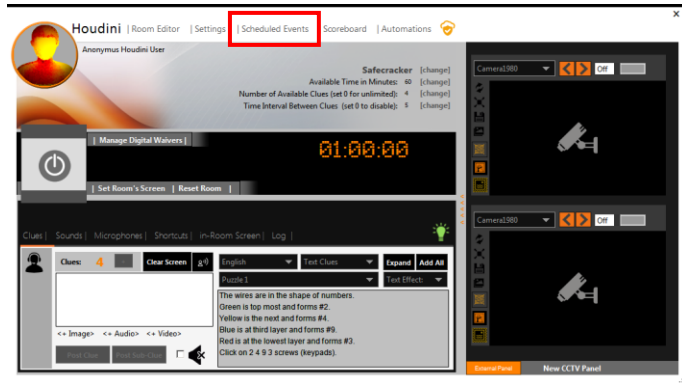 Houdini | Room Editor | Settings | Scheduled Events Scoreboard | Automations
x
Anonymus Houdini User
Safecracker [change]
Available Time in Minutes: 60 [change]
Number of Available Clues (set 0 for unlimited): 4 [change]
Time Interval Between Clues (set 0 to disable): 5 [change]
| Manage Digital Waivers |
01:00:00
| Set Room's Screen | Reset Room |
Clues | Sounds | Microphones | Shortcuts | in-Room Screen | Log |
Clues: 4 Clear Screen English Text Clues Expand Add All
Puzzle 1 Text Effect:
The wires are in the shape of numbers.
Green is top most and forms #2.
Yellow is the next and forms #4.
Blue is at third layer and forms #9.
Red is at the lowest layer and forms #3.
Click on 2 4 9 3 screws (keypads).
<+ Image> <+ Audio> <+ Video>
Post Clue Post Sub-Clue
Camera1980 Off
Camera1980 Off
External Panel New CCTV Panel